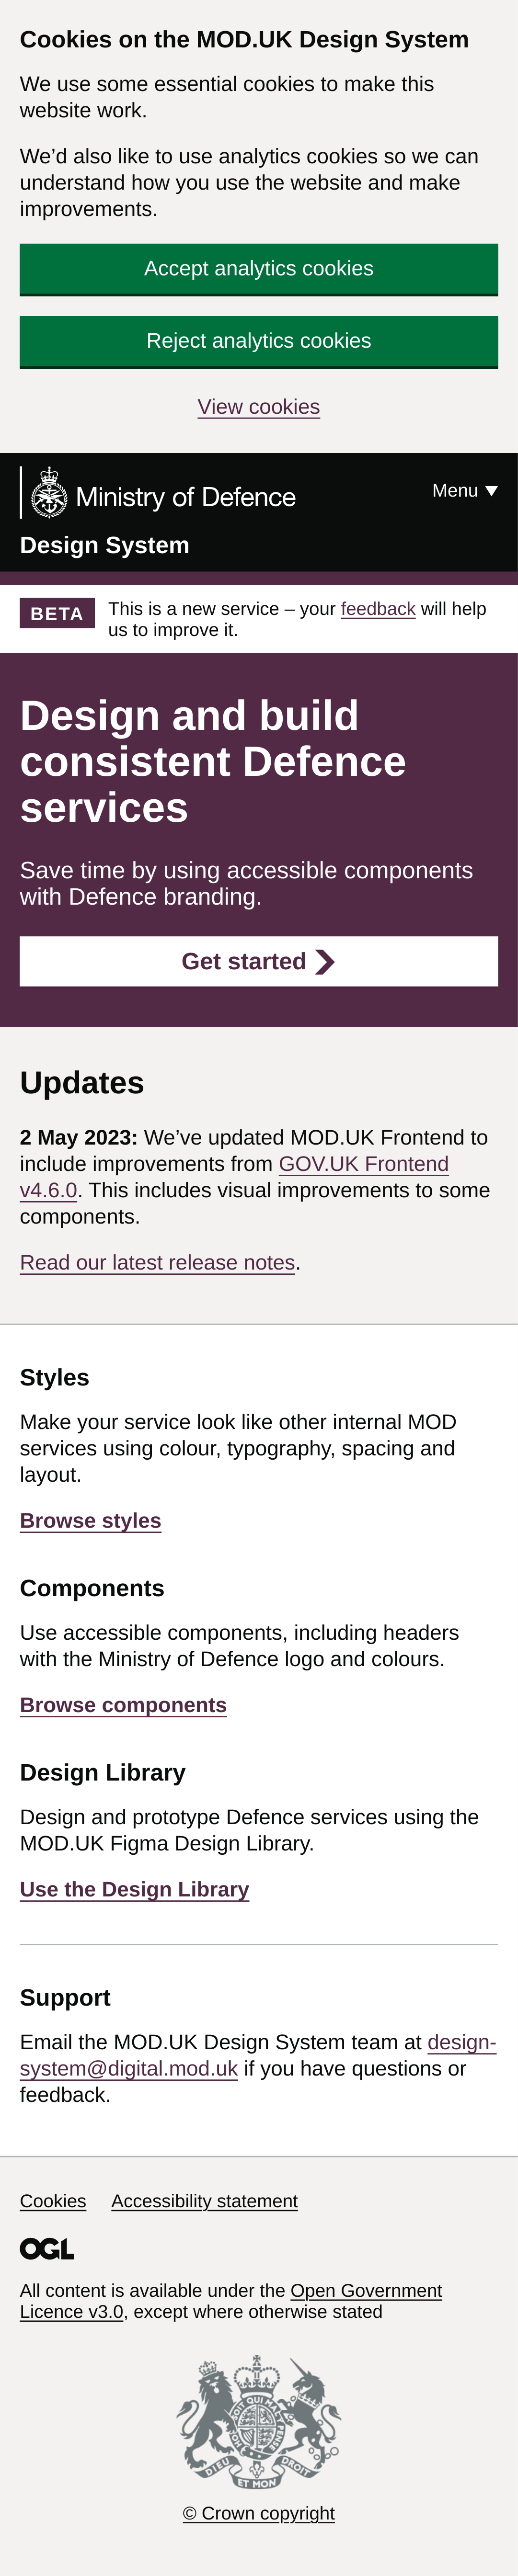 Cookies on the MOD.UK Design System
We use some essential cookies to make this
website work.
We’d also like to use analytics cookies so we can
understand how you use the website and make
improvements.
Accept analytics cookies
Reject analytics cookies
View cookies
Ministry of Defence
Menu
Design System
BETA
This is a new service – your feedback will help
us to improve it.
Design and build
consistent Defence
services
Save time by using accessible components
with Defence branding.
Get started
Updates
2 May 2023: We’ve updated MOD.UK Frontend to
include improvements from GOV.UK Frontend
v4.6.0. This includes visual improvements to some
components.
Read our latest release notes.
Styles
Make your service look like other internal MOD
services using colour, typography, spacing and
layout.
Browse styles
Components
Use accessible components, including headers
with the Ministry of Defence logo and colours.
Browse components
Design Library
Design and prototype Defence services using the
MOD.UK Figma Design Library.
Use the Design Library
Support
Email the MOD.UK Design System team at design-
system@digital.mod.uk if you have questions or
feedback.
Cookies Accessibility statement
OGL
All content is available under the Open Government
Licence v3.0, except where otherwise stated
DIEU ET MON DROIT
© Crown copyright